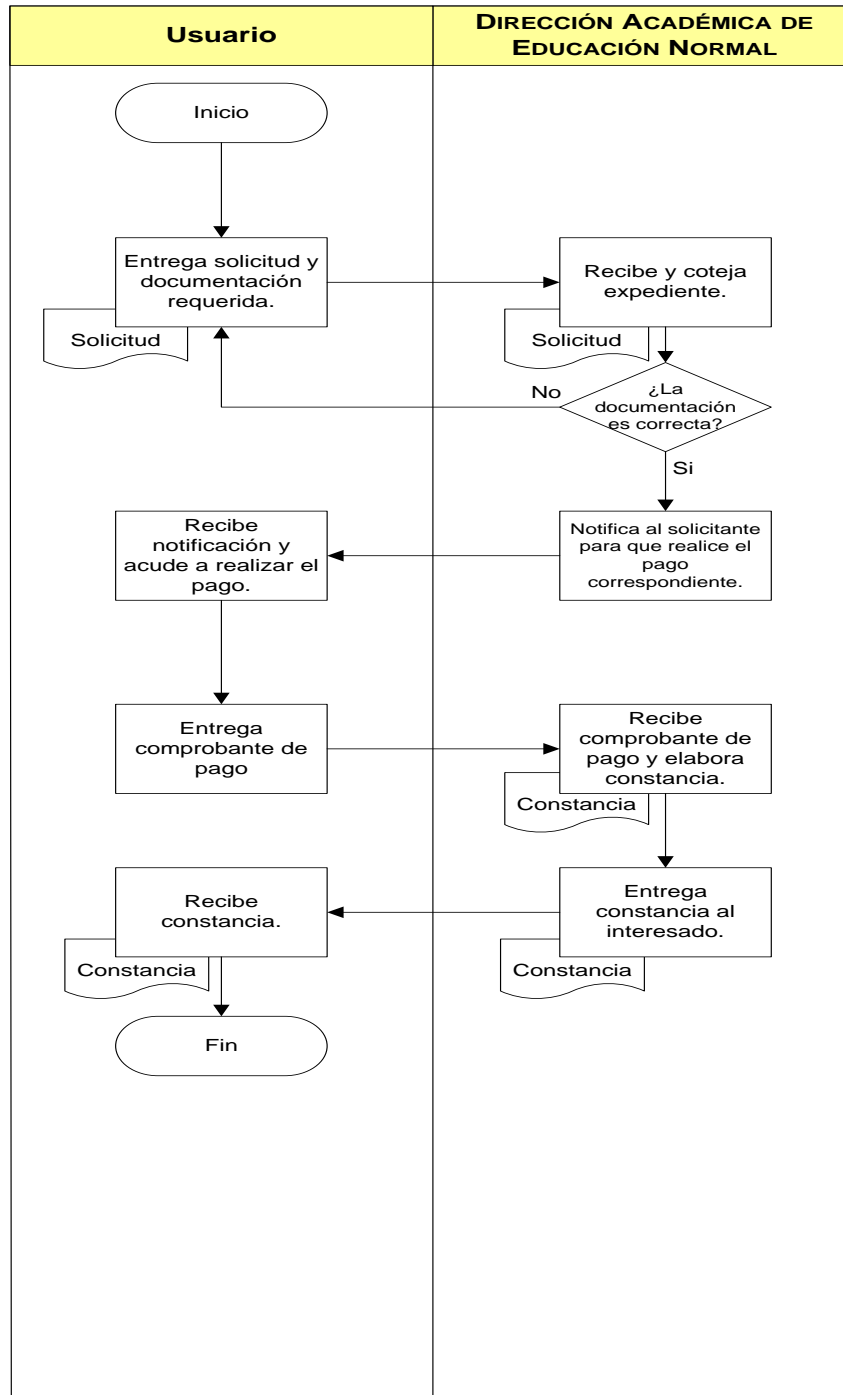 Usuario
DIRECCIÓN ACADÉMICA DE
EDUCACIÓN NORMAL
Inicio
Entrega solicitud y
documentación
requerida.
Solicitud
Recibe y coteja
expediente.
Solicitud
¿La
documentación
es correcta?
No
Si
Notifica al solicitante
para que realice el
pago
correspondiente.
Recibe
notificación y
acude a realizar el
pago.
Entrega
comprobante de
pago
Recibe
comprobante de
pago y elabora
constancia.
Constancia
Entrega
constancia al
interesado.
Constancia
Recibe
constancia.
Constancia
Fin